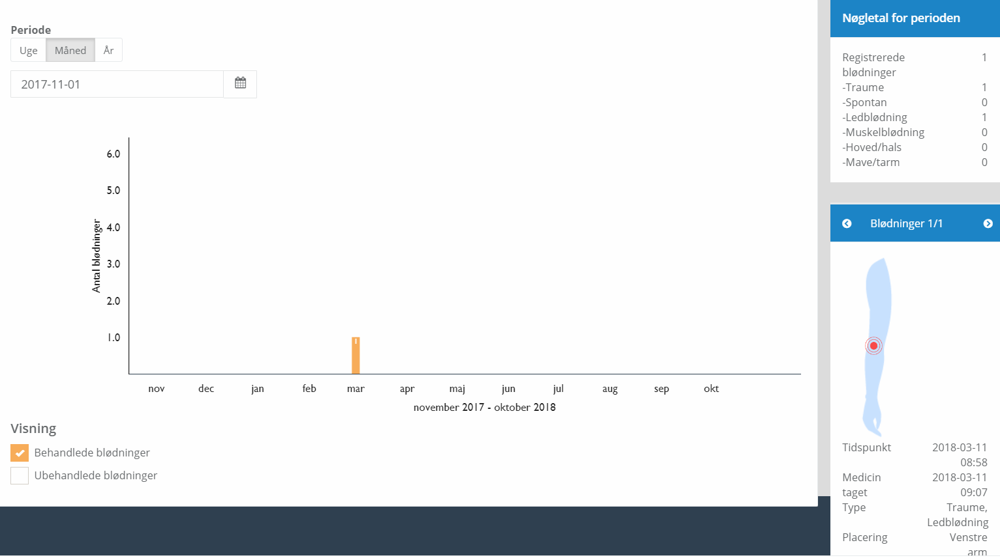 Periode
Uge Måned År
2017-11-01
6.0
5.0
4.0
3.0
2.0
1.0
Antal blødninger
1
nov dec jan feb mar apr maj jun jul aug sep okt
november 2017 - oktober 2018
Visning
Behandlede blødninger
Ubehandlede blødninger
Nøgletal for perioden
Registrerede 1
blødninger
-Traume 1
-Spontan 0
-Ledblødning 1
-Muskelblødning 0
-Hoved/hals 0
-Mave/tarm 0
Blødninger 1/1
Tidspunkt 2018-03-11
08:58
Medicin 2018-03-11
taget 09:07
Type Traume,
Ledblødning
Placering Venstre
arm